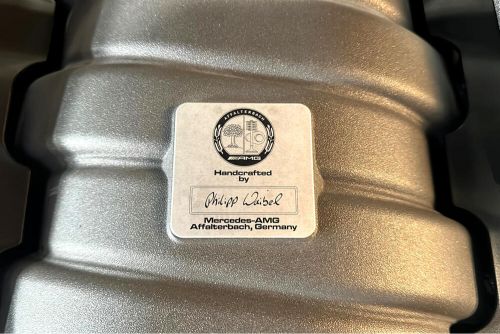 AFFALTERBACH
AMG
Handcrafted
by
Philipp Waibel
Mercedes-AMG
Affalterbach, Germany